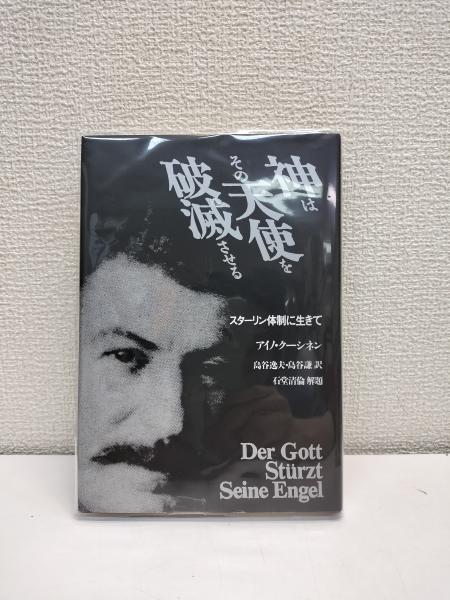 神は
その天使を
破滅させる
スターリン体制に生きて
アイノ・クーシネン
島谷逸夫・島谷謙 訳
石堂清倫 解題
Der Gott
Stürzt
Seine Engel